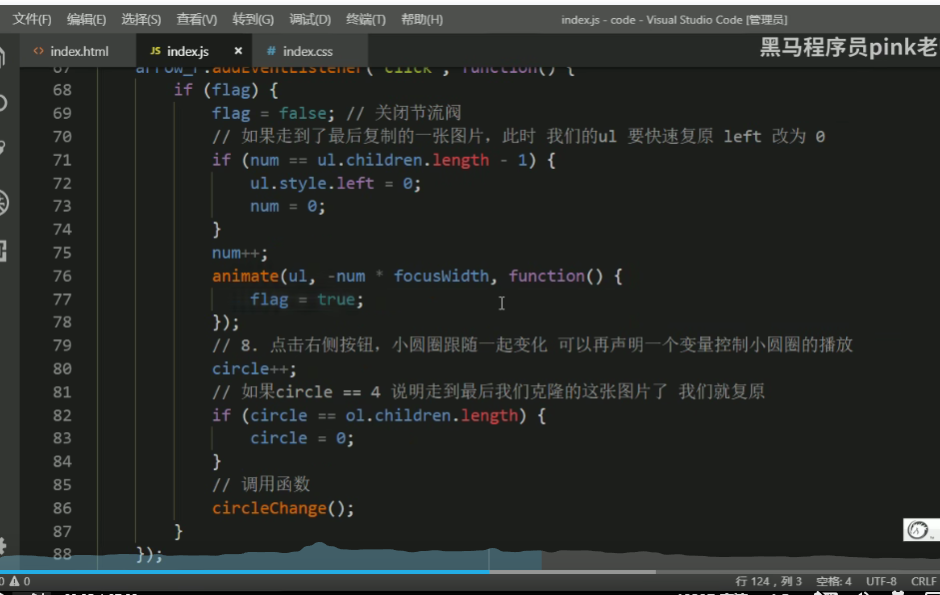 文件(F) 编辑(E) 选择(S) 查看(V) 转到(G) 调试(D) 终端(T) 帮助(H) index.js - code - Visual Studio Code [管理员]
<> index.html JS index.js × # index.css 黑马程序员pink老
67 arrow_r.addEventListener('click', function() {
68 if (flag) {
69 flag = false; // 关闭节流阀
70 // 如果走到了最后复制的一张图片，此时 我们的ul 要快速复原 left 改为 0
71 if (num == ul.children.length - 1) {
72 ul.style.left = 0;
73 num = 0;
74 }
75 num++;
76 animate(ul, -num * focusWidth, function() {
77 flag = true;
78 });
79 // 8. 点击右侧按钮，小圆圈跟随一起变化 可以再声明一个变量控制小圆圈的播放
80 circle++;
81 // 如果circle == 4 说明走到最后我们克隆的这张图片了 我们就复原
82 if (circle == ol.children.length) {
83 circle = 0;
84 }
85 // 调用函数
86 circleChange();
87 }
88 });
0 0 行 124，列 3 空格: 4 UTF-8 CRLF